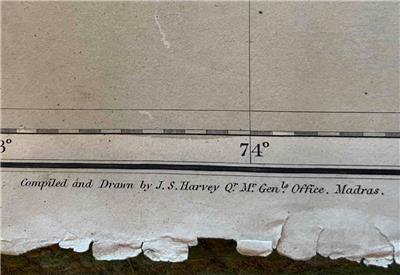 3° 74°
Compiled and Drawn by J. S. Harvey Qr. Mr. Genls. Office. Madras.